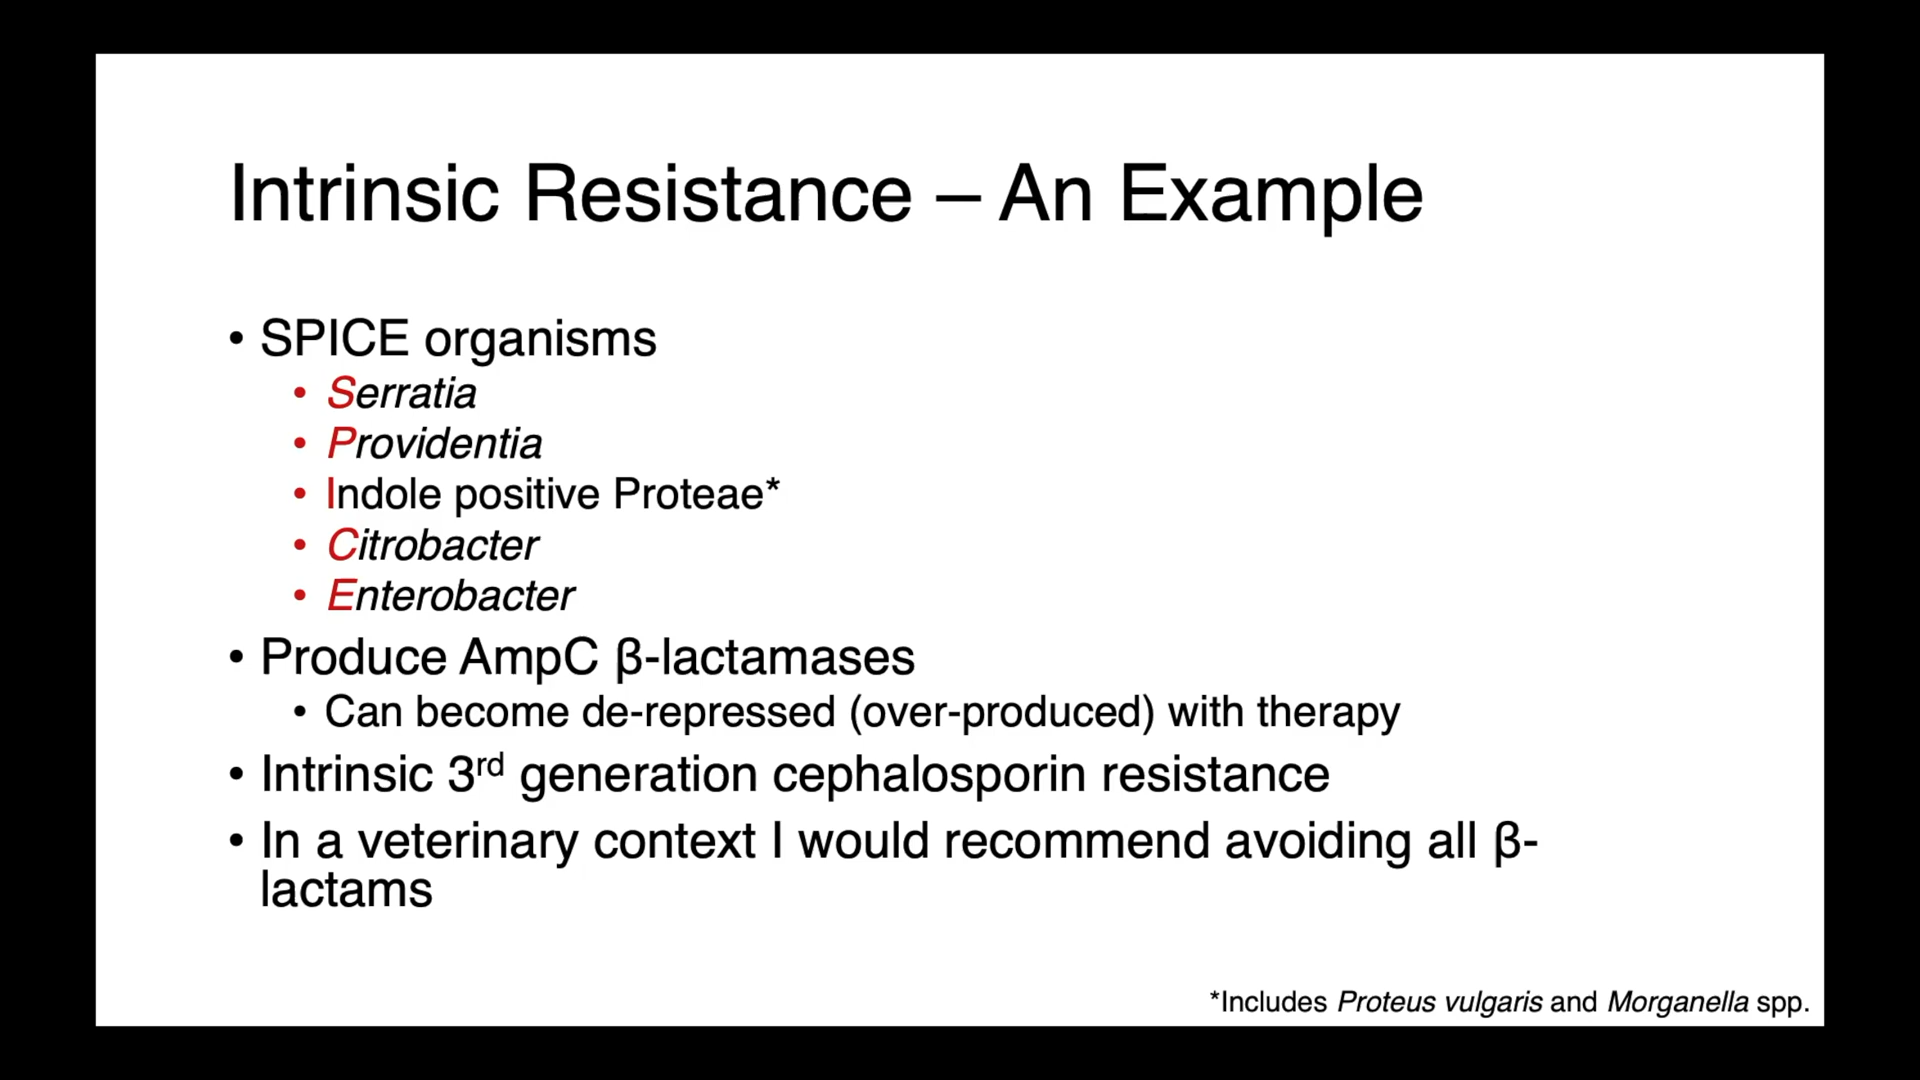 Intrinsic Resistance – An Example
• SPICE organisms
• Serratia
• Providentia
• Indole positive Proteae*
• Citrobacter
• Enterobacter
• Produce AmpC β-lactamases
• Can become de-repressed (over-produced) with therapy
• Intrinsic 3rd generation cephalosporin resistance
• In a veterinary context I would recommend avoiding all β-
lactams
*Includes Proteus vulgaris and Morganella spp.